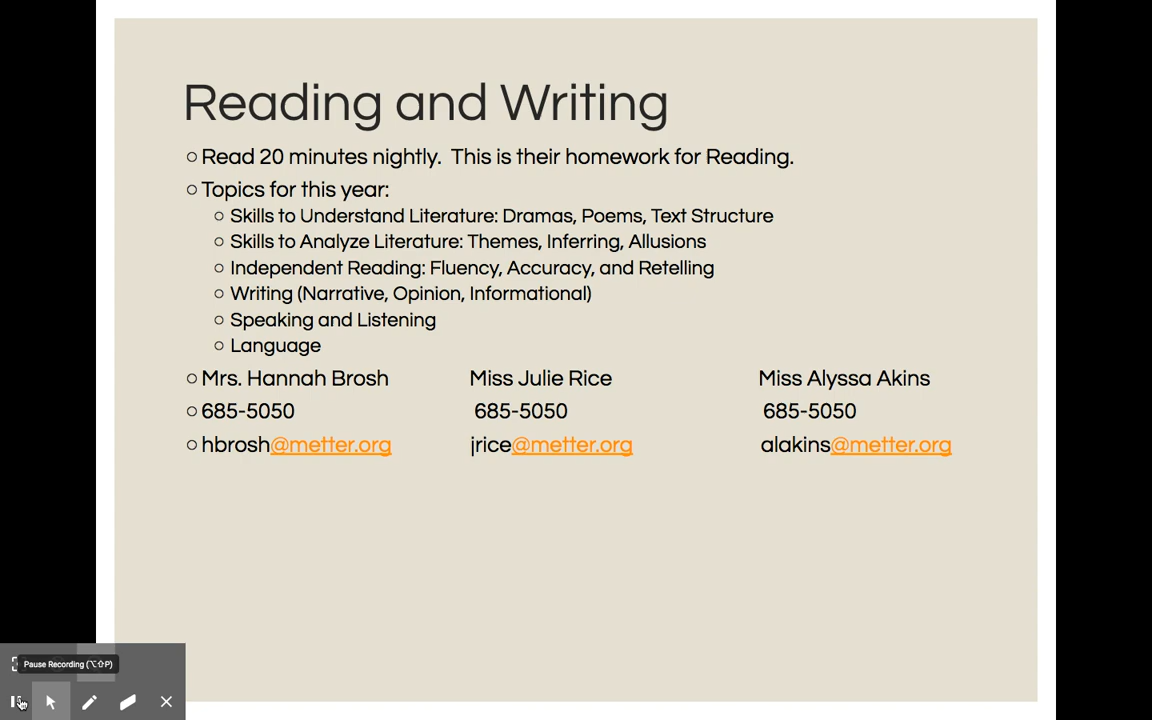 Reading and Writing
Read 20 minutes nightly.  This is their homework for Reading.
Topics for this year:
Skills to Understand Literature: Dramas, Poems, Text Structure
Skills to Analyze Literature: Themes, Inferring, Allusions
Independent Reading: Fluency, Accuracy, and Retelling
Writing (Narrative, Opinion, Informational)
Speaking and Listening
Language
Mrs. Hannah Brosh Miss Julie Rice Miss Alyssa Akins
685-5050 685-5050 685-5050
hbrosh@metter.org jrice@metter.org alakins@metter.org
Pause Recording (⌥⇧P)